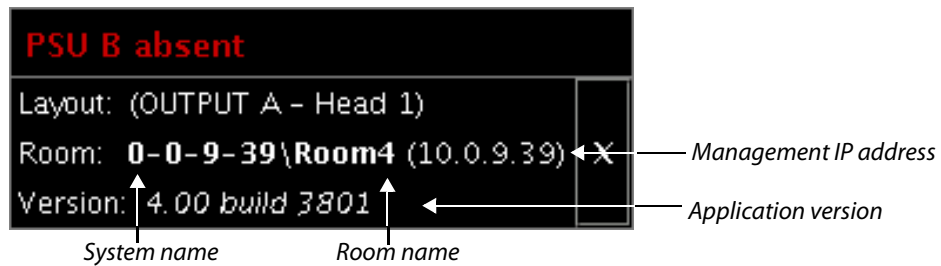 PSU B absent
Layout: (OUTPUT A – Head 1)
Room: 0-0-9-39\Room4 (10.0.9.39) X Management IP address
Version: 4.00 build 3801 Application version
System name Room name